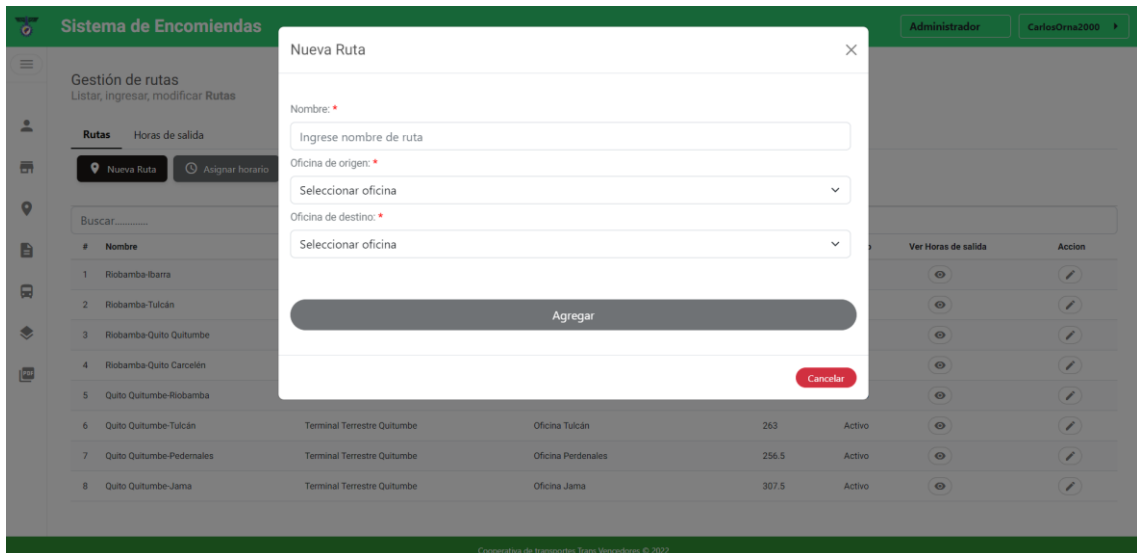 Sistema de Encomiendas
Administrador
CarlosOrna2000
Nueva Ruta
Gestión de rutas
Listar, ingresar, modificar Rutas
Nombre: *
Ingrese nombre de ruta
Rutas
Horas de salida
Nueva Ruta
Asignar horario
Oficina de origen: *
Seleccionar oficina
Oficina de destino: *
Seleccionar oficina
Buscar..............
# Nombre Ver Horas de salida Accion
1 Riobamba-Ibarra
2 Riobamba-Tulcán
3 Riobamba-Quito Quitumbe
Agregar
4 Riobamba-Quito Carcelén
Cancelar
5 Quito Quitumbe-Riobamba
6 Quito Quitumbe-Tulcán Terminal Terrestre Quitumbe Oficina Tulcán 263 Activo
7 Quito Quitumbe-Pedernales Terminal Terrestre Quitumbe Oficina Perdenales 256.5 Activo
8 Quito Quitumbe-Jama Terminal Terrestre Quitumbe Oficina Jama 307.5 Activo
PDF
Cooperativa de transportes Trans Vencedores © 2022